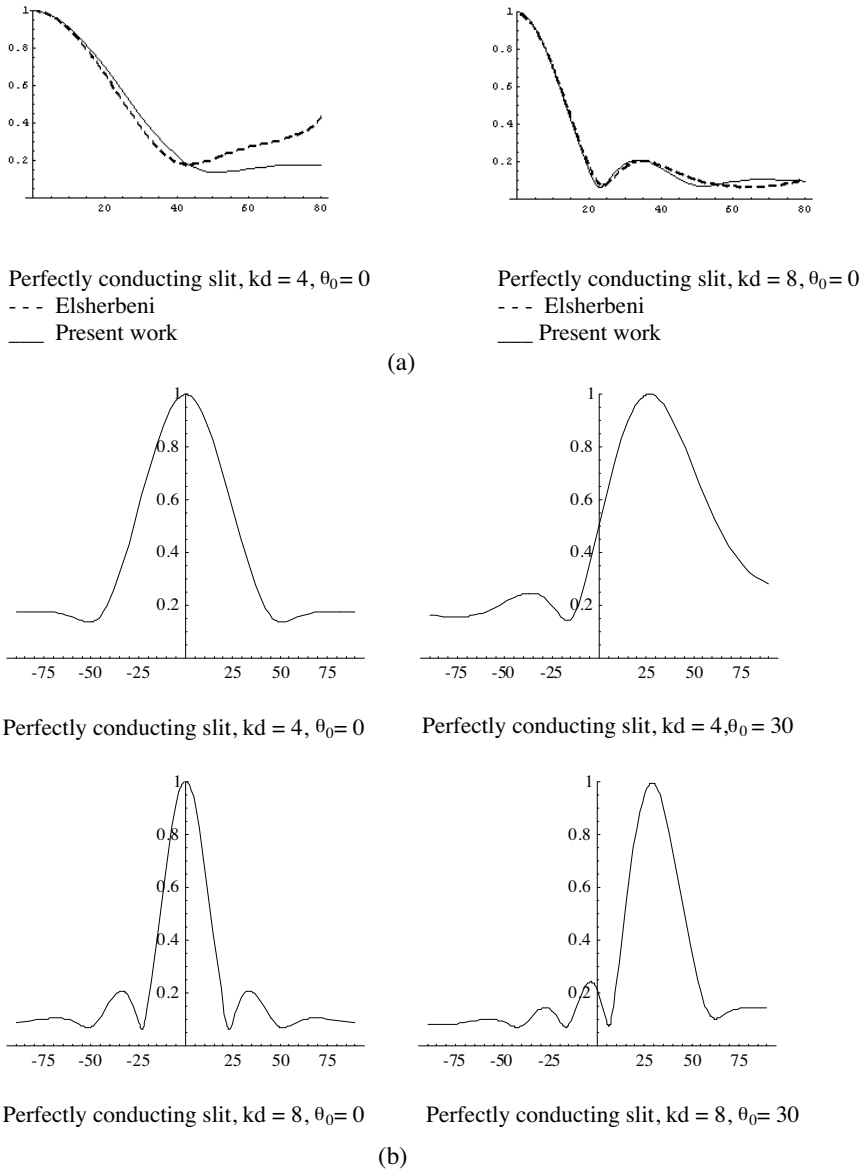 1
0.8
0.6
0.4
0.2
20 40 60 80
1
0.8
0.6
0.4
0.2
20 40 60 80
Perfectly conducting slit, kd = 4, θ0= 0
- - - Elsherbeni
___ Present work
Perfectly conducting slit, kd = 8, θ0= 0
- - - Elsherbeni
___ Present work
(a)
1
0.8
0.6
0.4
0.2
-75 -50 -25 25 50 75
1
0.8
0.6
0.4
0.2
-75 -50 -25 25 50 75
Perfectly conducting slit, kd = 4, θ0= 0
Perfectly conducting slit, kd = 4,θ0 = 30
1
0.8
0.6
0.4
0.2
-75 -50 -25 25 50 75
1
0.8
0.6
0.4
0.2
-75 -50 -25 25 50 75
Perfectly conducting slit, kd = 8, θ0= 0
Perfectly conducting slit, kd = 8, θ0= 30
(b)